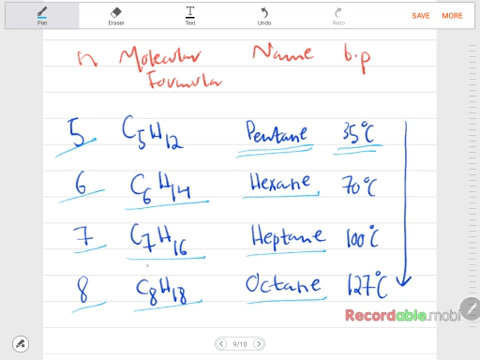 Pen
Eraser
Text
Undo
Redo
SAVE
MORE
n Molecular Formula Name b.p
5 C5H12 Pentane 35°C
6 C6H14 Hexane 70°C
7 C7H16 Heptane 100°C
8 C8H18 Octane 127°C
Recordable.mobi
9/10